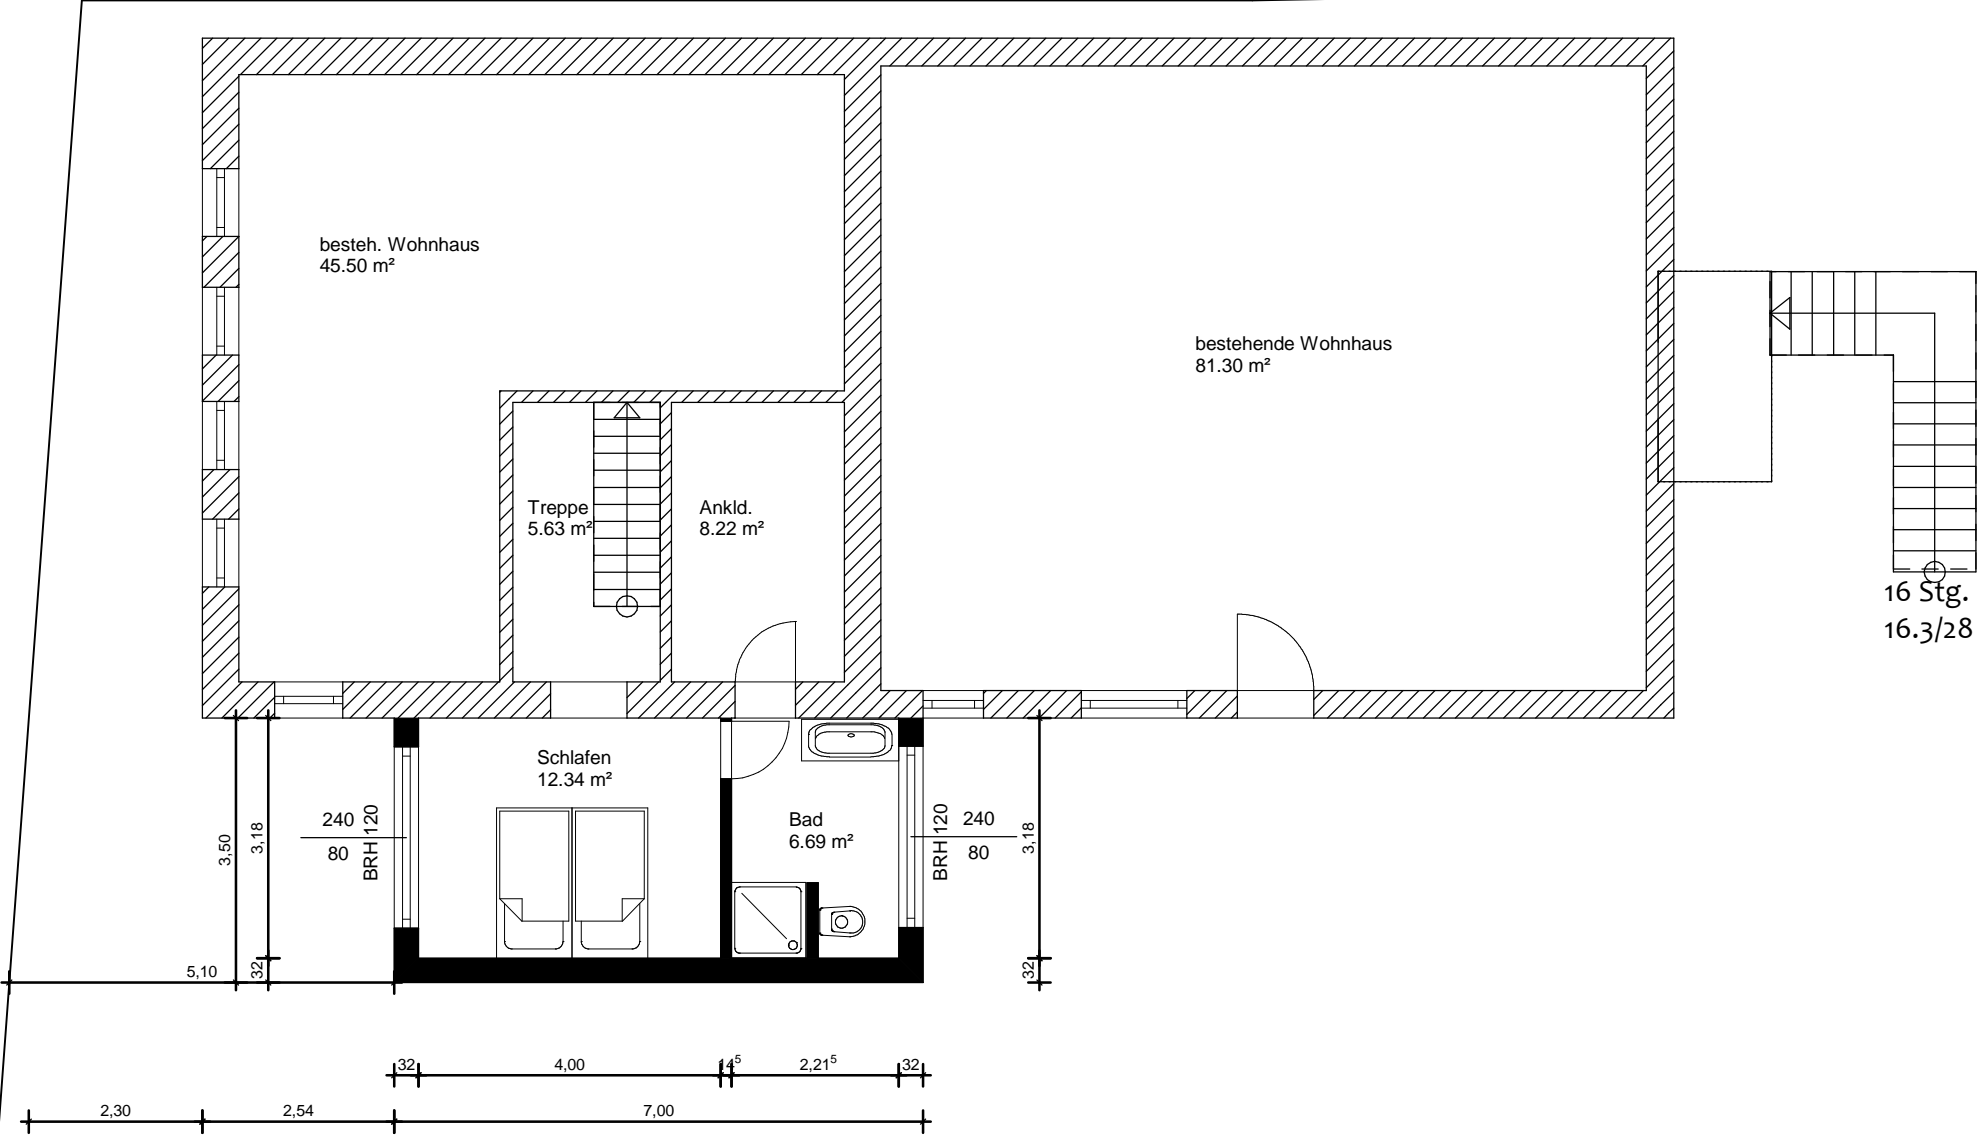 besteh. Wohnhaus
45.50 m²
bestehende Wohnhaus
81.30 m²
Treppe
5.63 m²
Ankld.
8.22 m²
16 Stg.
16.3/28
Schlafen
12.34 m²
Bad
6.69 m²
240
80
BRH 120
BRH 120
240
80
3,50
3,18
32
3,18
32
5,10
32
4,00
14⁵
2,21⁵
32
2,30
2,54
7,00